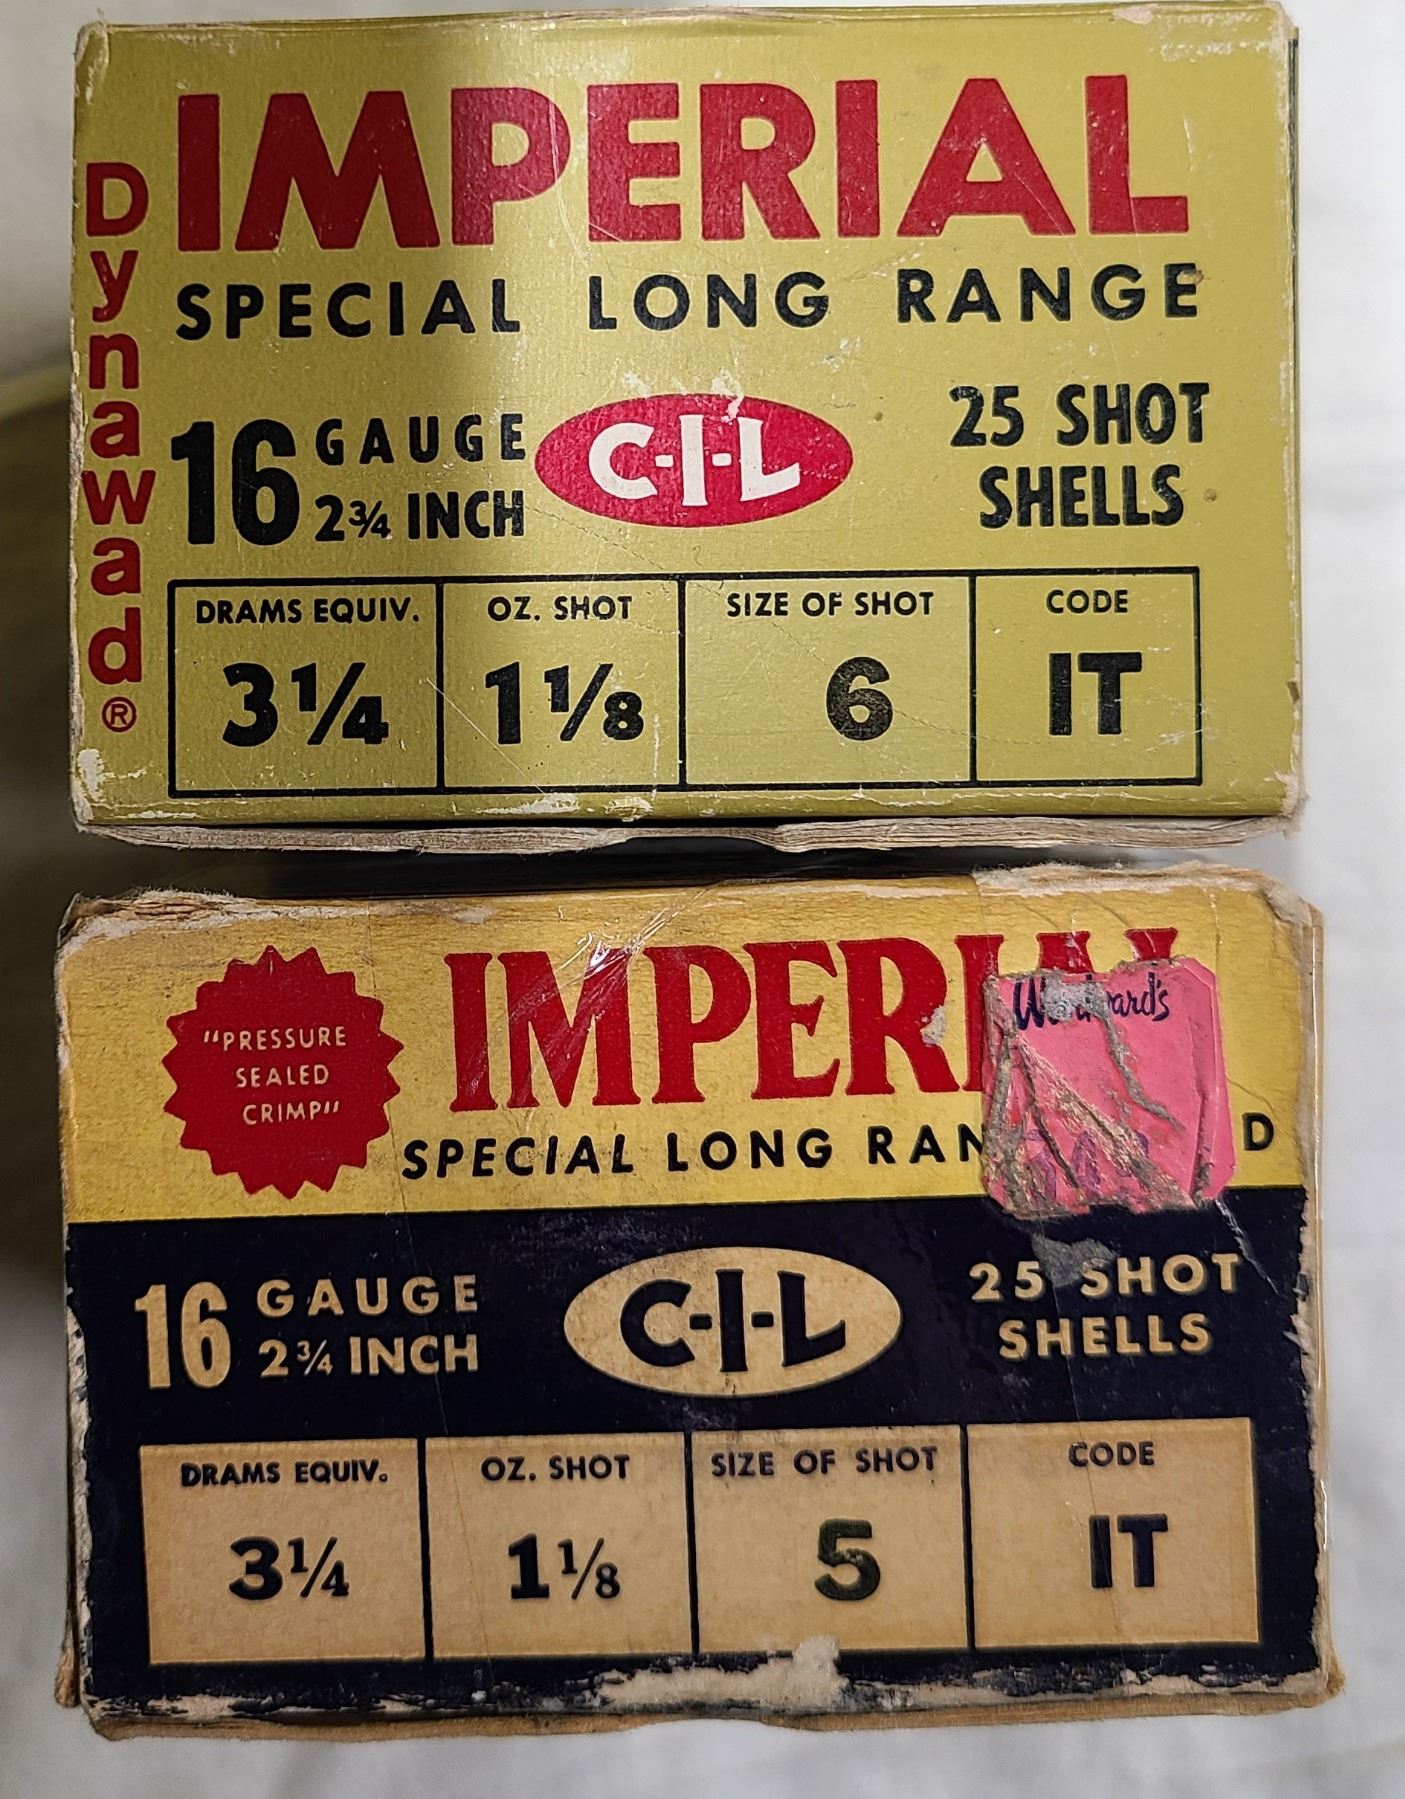 Dynawad®
IMPERIAL
SPECIAL LONG RANGE
16 GAUGE
2¾ INCH
C-I-L
25 SHOT
SHELLS
DRAMS EQUIV. OZ. SHOT SIZE OF SHOT CODE
3¼ 1⅛ 6 IT
"PRESSURE
SEALED
CRIMP"
IMPERIAL
SPECIAL LONG RAN D
16 GAUGE
2¾ INCH
C-I-L
25 SHOT
SHELLS
DRAMS EQUIV. OZ. SHOT SIZE OF SHOT CODE
3¼ 1⅛ 5 IT